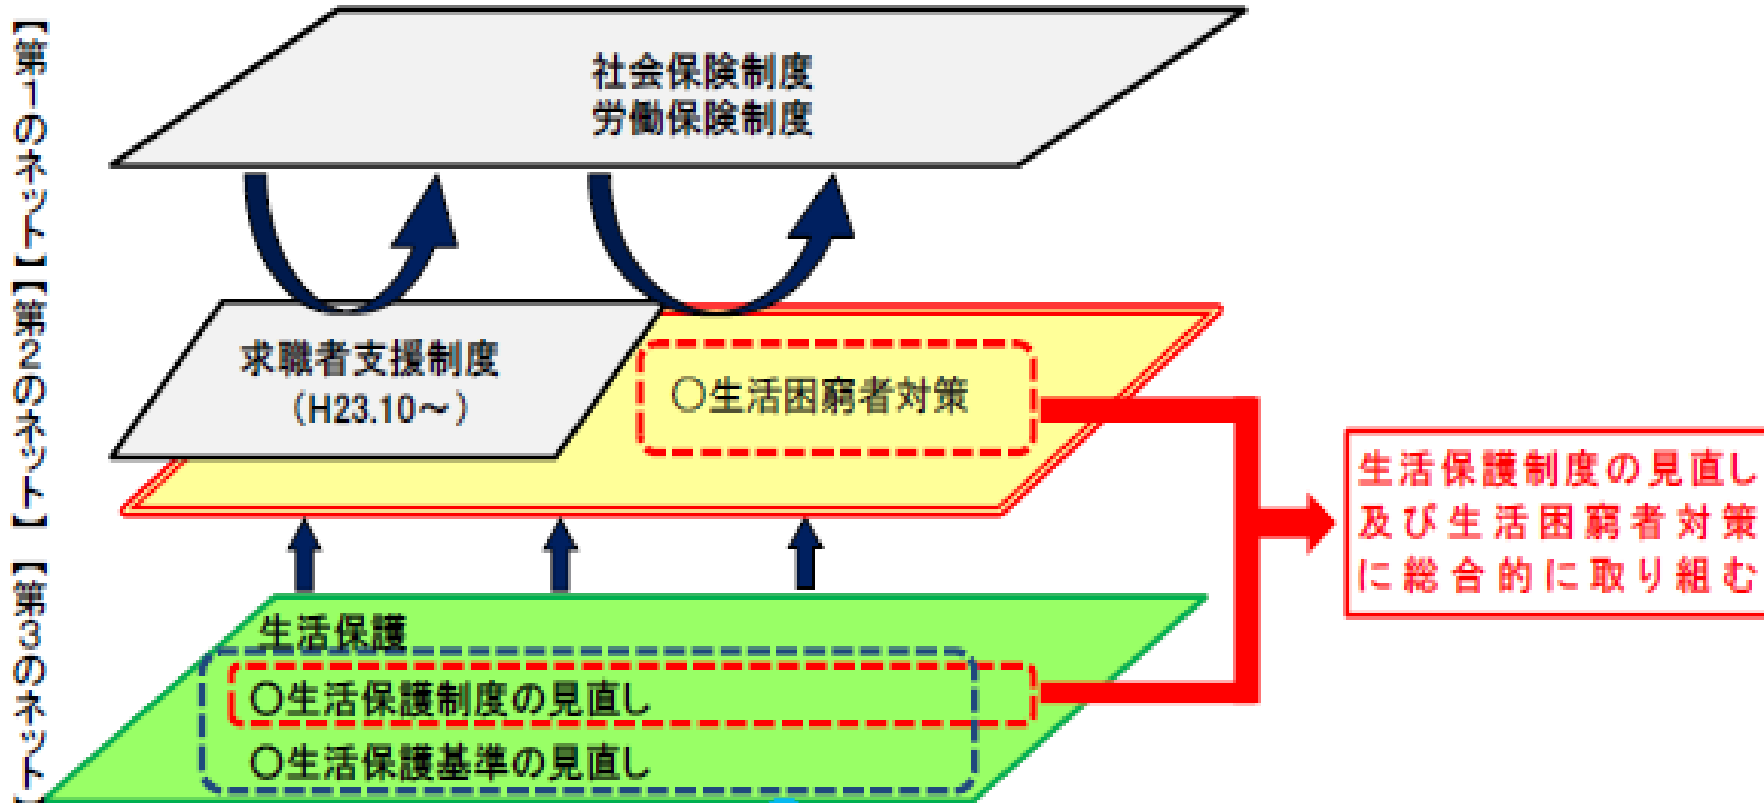 【第1のネット】
社会保険制度
労働保険制度
【第2のネット】
求職者支援制度
（H23.10～）
○生活困窮者対策
生活保護制度の見直し
及び生活困窮者対策
に総合的に取り組む
【第3のネット】
生活保護
○生活保護制度の見直し
○生活保護基準の見直し